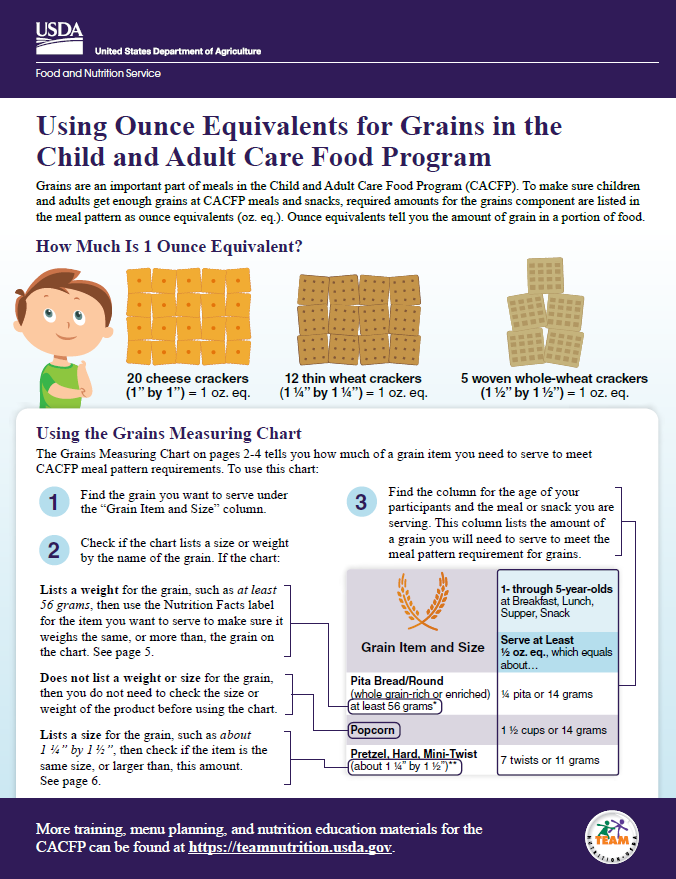 USDA
United States Department of Agriculture
Food and Nutrition Service
Using Ounce Equivalents for Grains in the
Child and Adult Care Food Program
Grains are an important part of meals in the Child and Adult Care Food Program (CACFP). To make sure children
and adults get enough grains at CACFP meals and snacks, required amounts for the grains component are listed in
the meal pattern as ounce equivalents (oz. eq.). Ounce equivalents tell you the amount of grain in a portion of food.
How Much Is 1 Ounce Equivalent?
20 cheese crackers
(1” by 1”) = 1 oz. eq.
12 thin wheat crackers
(1 ¼” by 1 ¼”) = 1 oz. eq.
5 woven whole-wheat crackers
(1 ½” by 1 ½”) = 1 oz. eq.
Using the Grains Measuring Chart
The Grains Measuring Chart on pages 2-4 tells you how much of a grain item you need to serve to meet
CACFP meal pattern requirements. To use this chart:
1
Find the grain you want to serve under
the “Grain Item and Size” column.
2
Check if the chart lists a size or weight
by the name of the grain. If the chart:
Lists a weight for the grain, such as at least
56 grams, then use the Nutrition Facts label
for the item you want to serve to make sure it
weighs the same, or more than, the grain on
the chart. See page 5.
Does not list a weight or size for the grain,
then you do not need to check the size or
weight of the product before using the chart.
Lists a size for the grain, such as about
1 ¼” by 1 ½”, then check if the item is the
same size, or larger than, this amount.
See page 6.
3
Find the column for the age of your
participants and the meal or snack you are
serving. This column lists the amount of
a grain you will need to serve to meet the
meal pattern requirement for grains.
Grain Item and Size
1- through 5-year-olds
at Breakfast, Lunch,
Supper, Snack
Serve at Least
½ oz. eq., which equals
about…
Pita Bread/Round
(whole grain-rich or enriched)
at least 56 grams*
¼ pita or 14 grams
Popcorn
1 ½ cups or 14 grams
Pretzel, Hard, Mini-Twist
(about 1 ¼” by 1 ½”)**
7 twists or 11 grams
More training, menu planning, and nutrition education materials for the
CACFP can be found at https://teamnutrition.usda.gov.
TEAM
NUTRITION USDA